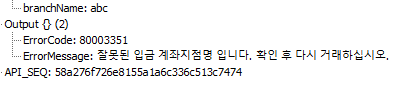 branchName: abc
Output {} (2)
ErrorCode: 80003351
ErrorMessage: 잘못된 입금 계좌지점명 입니다. 확인 후 다시 거래하십시오.
API_SEQ: 58a276f726e8155a1a6c336c513c7474